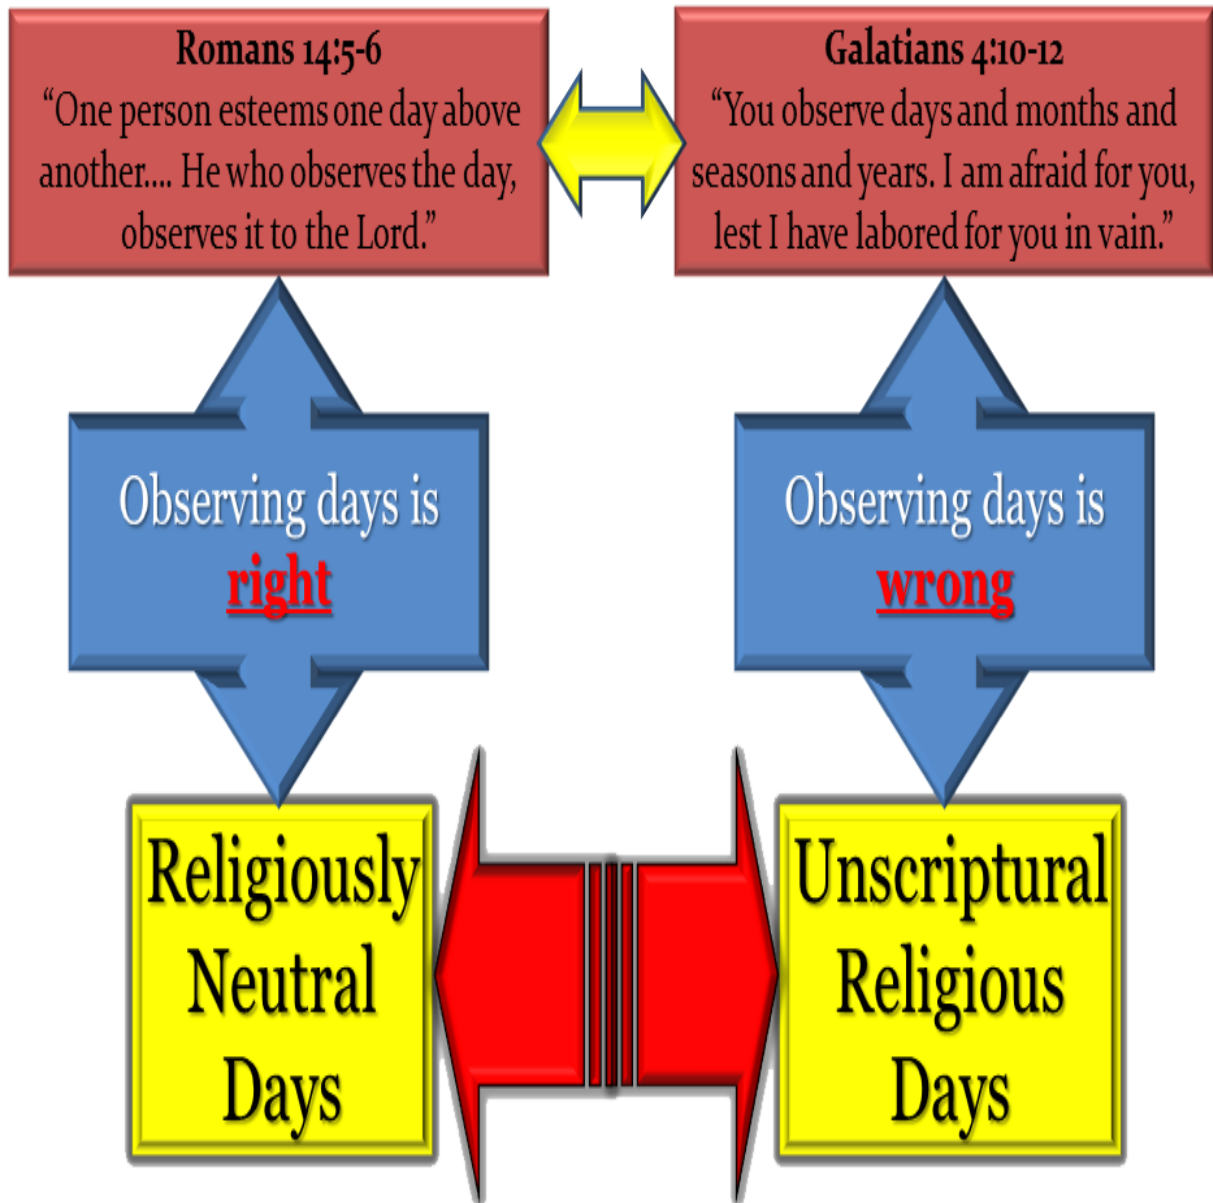 Romans 14:5-6
“One person esteems one day above
another.... He who observes the day,
observes it to the Lord.”
Galatians 4:10-12
“You observe days and months and
seasons and years. I am afraid for you,
lest I have labored for you in vain.”
Observing days is
right
Observing days is
wrong
Religiously
Neutral
Days
Unscriptural
Religious
Days